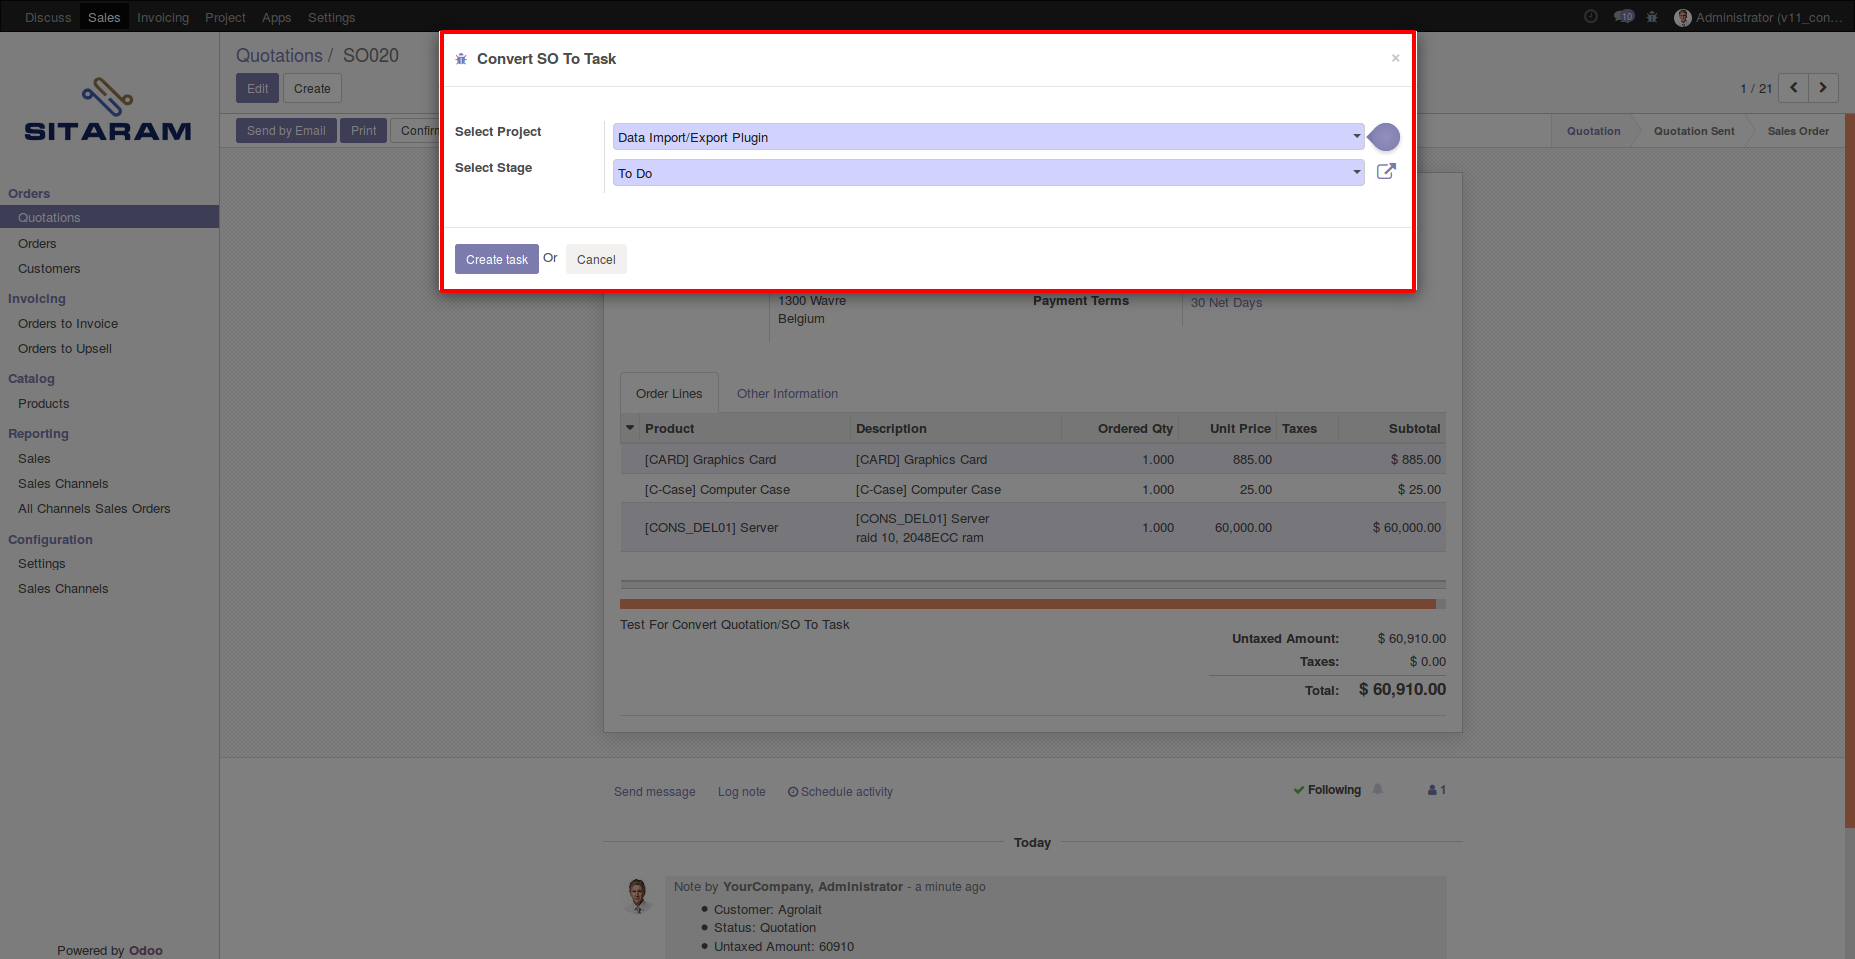 Discuss Sales Invoicing Project Apps Settings 10 Administrator (v11_con...
SITARAM
Orders
Quotations
Orders
Customers
Invoicing
Orders to Invoice
Orders to Upsell
Catalog
Products
Reporting
Sales
Sales Channels
All Channels Sales Orders
Configuration
Settings
Sales Channels
Powered by Odoo
Quotations / SO020
Edit Create
1 / 21
Send by Email Print Confirm
Quotation Quotation Sent Sales Order
Convert SO To Task ×
Select Project Data Import/Export Plugin
Select Stage To Do
Create task Or Cancel
1300 Wavre
Belgium
Payment Terms 30 Net Days
Order Lines Other Information
Product Description Ordered Qty Unit Price Taxes Subtotal
[CARD] Graphics Card [CARD] Graphics Card 1.000 885.00 $ 885.00
[C-Case] Computer Case [C-Case] Computer Case 1.000 25.00 $ 25.00
[CONS_DEL01] Server [CONS_DEL01] Server 1.000 60,000.00 $ 60,000.00
raid 10, 2048ECC ram
Test For Convert Quotation/SO To Task
Untaxed Amount: $ 60,910.00
Taxes: $ 0.00
Total: $ 60,910.00
Send message Log note Schedule activity Following 1
Today
Note by YourCompany, Administrator - a minute ago
Customer: Agrolait
Status: Quotation
Untaxed Amount: 60910